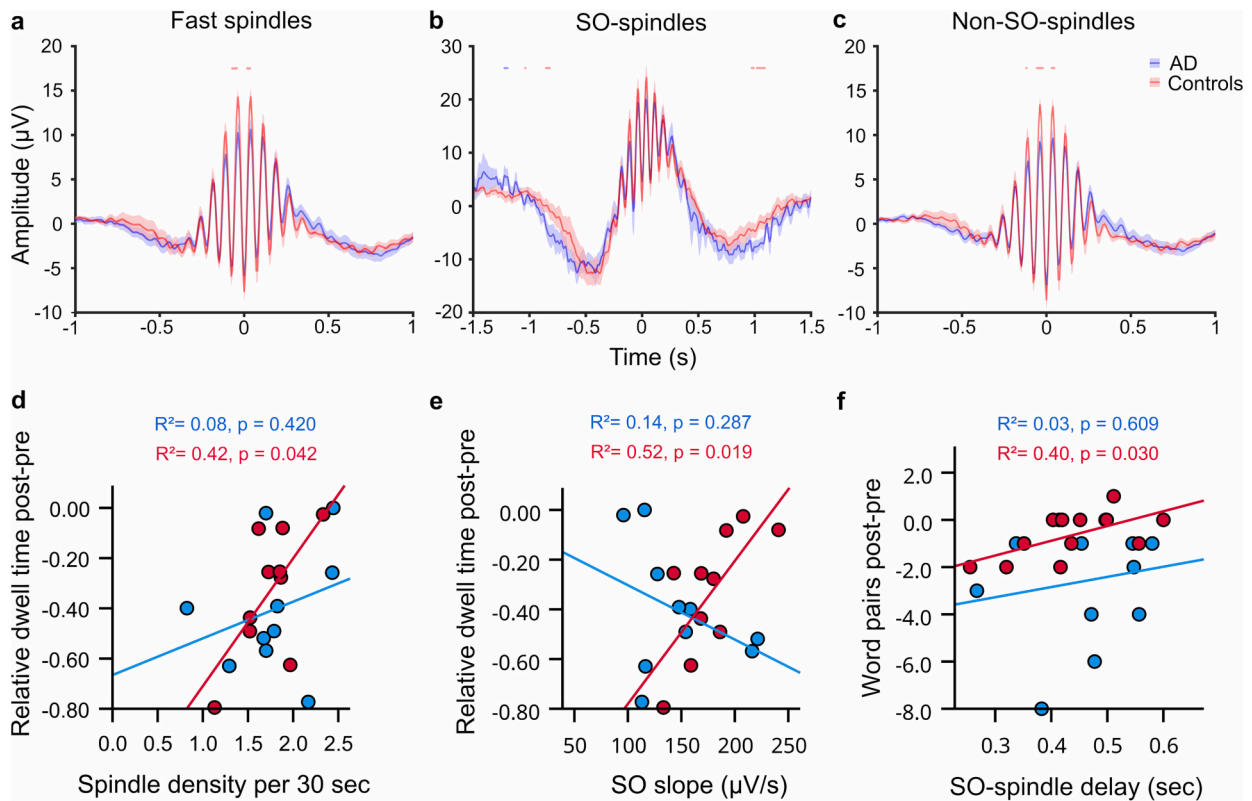 a Fast spindles
b SO-spindles
c Non-SO-spindles
AD
Controls
Amplitude (µV)
20
15
10
5
0
-5
-10
-1 -0.5 0 0.5 1
30
20
10
0
-10
-20
-1.5 -1 -0.5 0 0.5 1 1.5
20
15
10
5
0
-5
-10
-1 -0.5 0 0.5 1
Time (s)
d
R²= 0.08, p = 0.420
R²= 0.42, p = 0.042
Relative dwell time post-pre
0.00
-0.20
-0.40
-0.60
-0.80
0.0 0.5 1.0 1.5 2.0 2.5
Spindle density per 30 sec
e
R²= 0.14, p = 0.287
R²= 0.52, p = 0.019
Relative dwell time post-pre
0.00
-0.20
-0.40
-0.60
-0.80
50 100 150 200 250
SO slope (µV/s)
f
R²= 0.03, p = 0.609
R²= 0.40, p = 0.030
Word pairs post-pre
2.0
0.0
-2.0
-4.0
-6.0
-8.0
0.3 0.4 0.5 0.6
SO-spindle delay (sec)